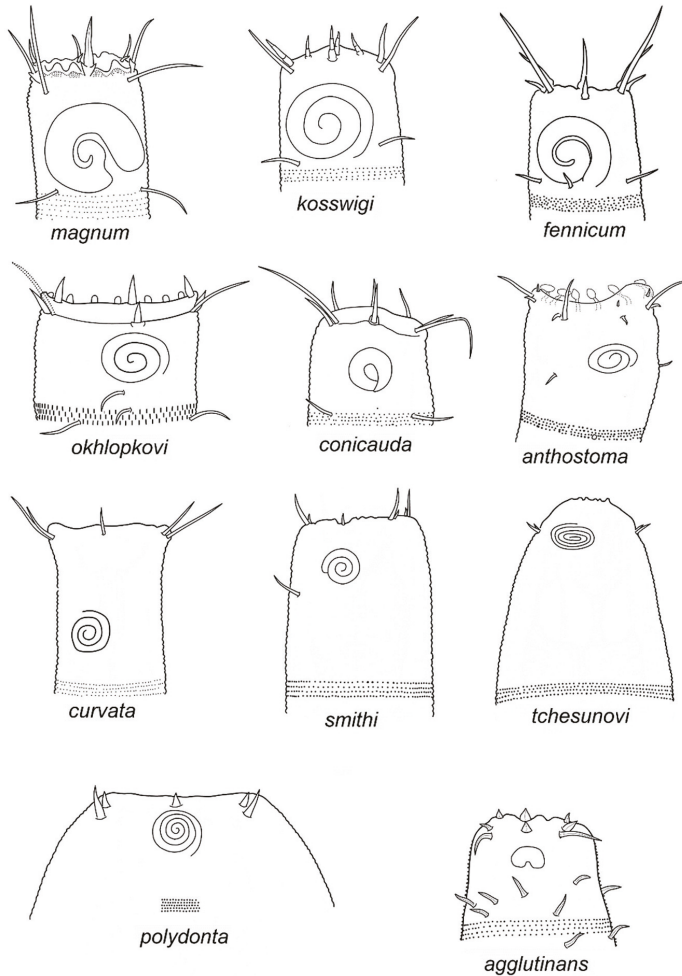 magnum
kosswigi
fennicum
okhlopkovi
conicauda
anthostoma
curvata
smithi
tchesunovi
polydonta
agglutinans